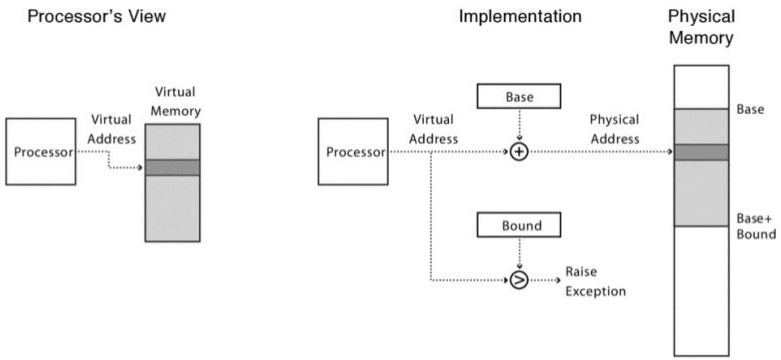 Processor's View
Virtual
Memory
Virtual
Address
Processor
Implementation
Physical
Memory
Base
Virtual
Address
Physical
Address
Base
Processor
+
Bound
Base+
Bound
>
Raise
Exception